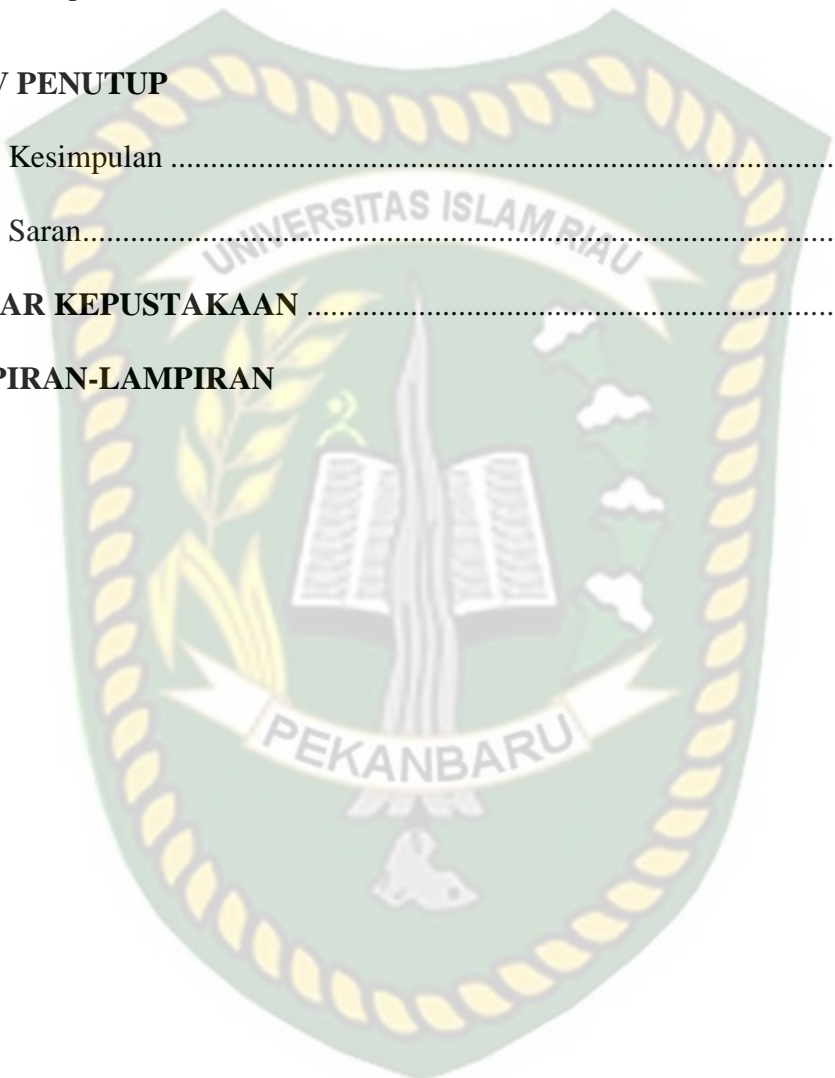 V PENUTUP
Kesimpulan ...................................................................................
Saran..............................................................................................
AR KEPUSTAKAAN .................................................................
PIRAN-LAMPIRAN
UNIVERSITAS ISLAM RIAU
PEKANBARU